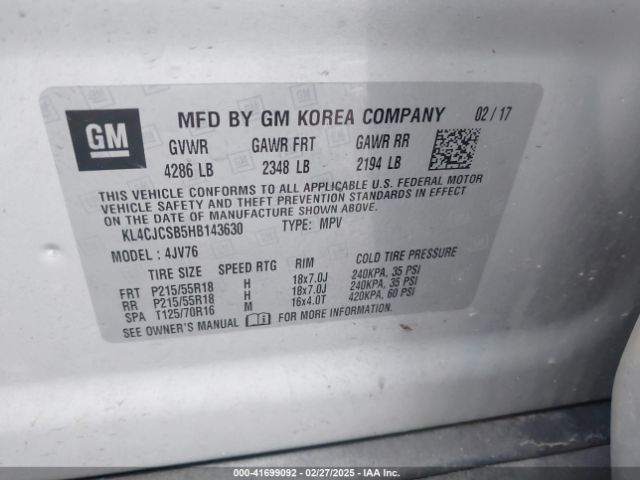 GM
MFD BY GM KOREA COMPANY 02 / 17
GVWR GAWR FRT GAWR RR
4286 LB 2348 LB 2194 LB
THIS VEHICLE CONFORMS TO ALL APPLICABLE U.S. FEDERAL MOTOR
VEHICLE SAFETY AND THEFT PREVENTION STANDARDS IN EFFECT
ON THE DATE OF MANUFACTURE SHOWN ABOVE.
KL4CJCSB5HB143630 TYPE: MPV
MODEL : 4JV76
TIRE SIZE SPEED RTG RIM COLD TIRE PRESSURE
FRT P215/55R18 H 18x7.0J 240KPA, 35 PSI
RR P215/55R18 H 18x7.0J 240KPA, 35 PSI
SPA T125/70R16 M 16x4.0T 420KPA, 60 PSI
SEE OWNER'S MANUAL i FOR MORE INFORMATION.
000-41699092 - 02/27/2025 - IAA Inc.